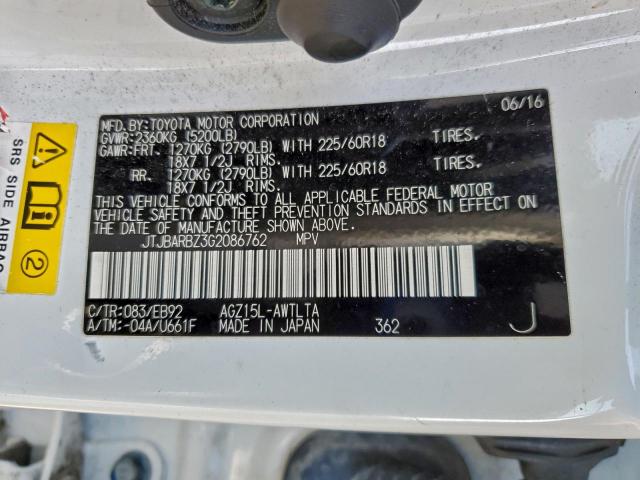 MFD.BY:TOYOTA MOTOR CORPORATION 06/16
GVWR:2360KG (5200LB)
GAWR:FRT. 1270KG (2790LB) WITH 225/60R18 TIRES.
18X7 1/2J RIMS.
RR. 1270KG (2790LB) WITH 225/60R18 TIRES.
18X7 1/2J RIMS.
THIS VEHICLE CONFORMS TO ALL APPLICABLE FEDERAL MOTOR
VEHICLE SAFETY AND THEFT PREVENTION STANDARDS IN EFFECT ON
THE DATE OF MANUFACTURE SHOWN ABOVE.
JTJBARBZ3G2086762 MPV
C/TR:083/EB92 AGZ15L-AWTLTA
A/TM:-04A/U661F MADE IN JAPAN 362 J
SRS SIDE AIRBAG
2